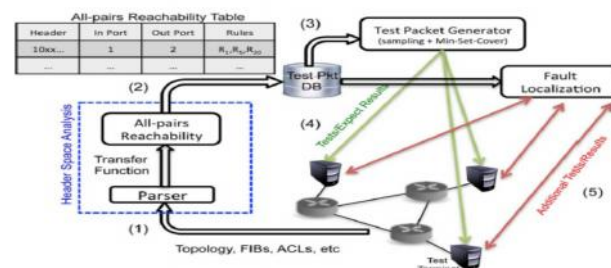 All-pairs Reachability Table
Header In Port Out Port Rules
10xx... 1 2 R1,R5,R20
... ... ... ...
(3)
Test Packet Generator
(sampling + Min-Set-Cover)
(2)
Test Pkt
DB
Fault
Localization
All-pairs
Reachability
(4)
Tests/Expect Results
Header Space Analysis
Transfer
Function
Parser
Additional Tests/Results
(5)
(1)
Topology, FIBs, ACLs, etc
Test